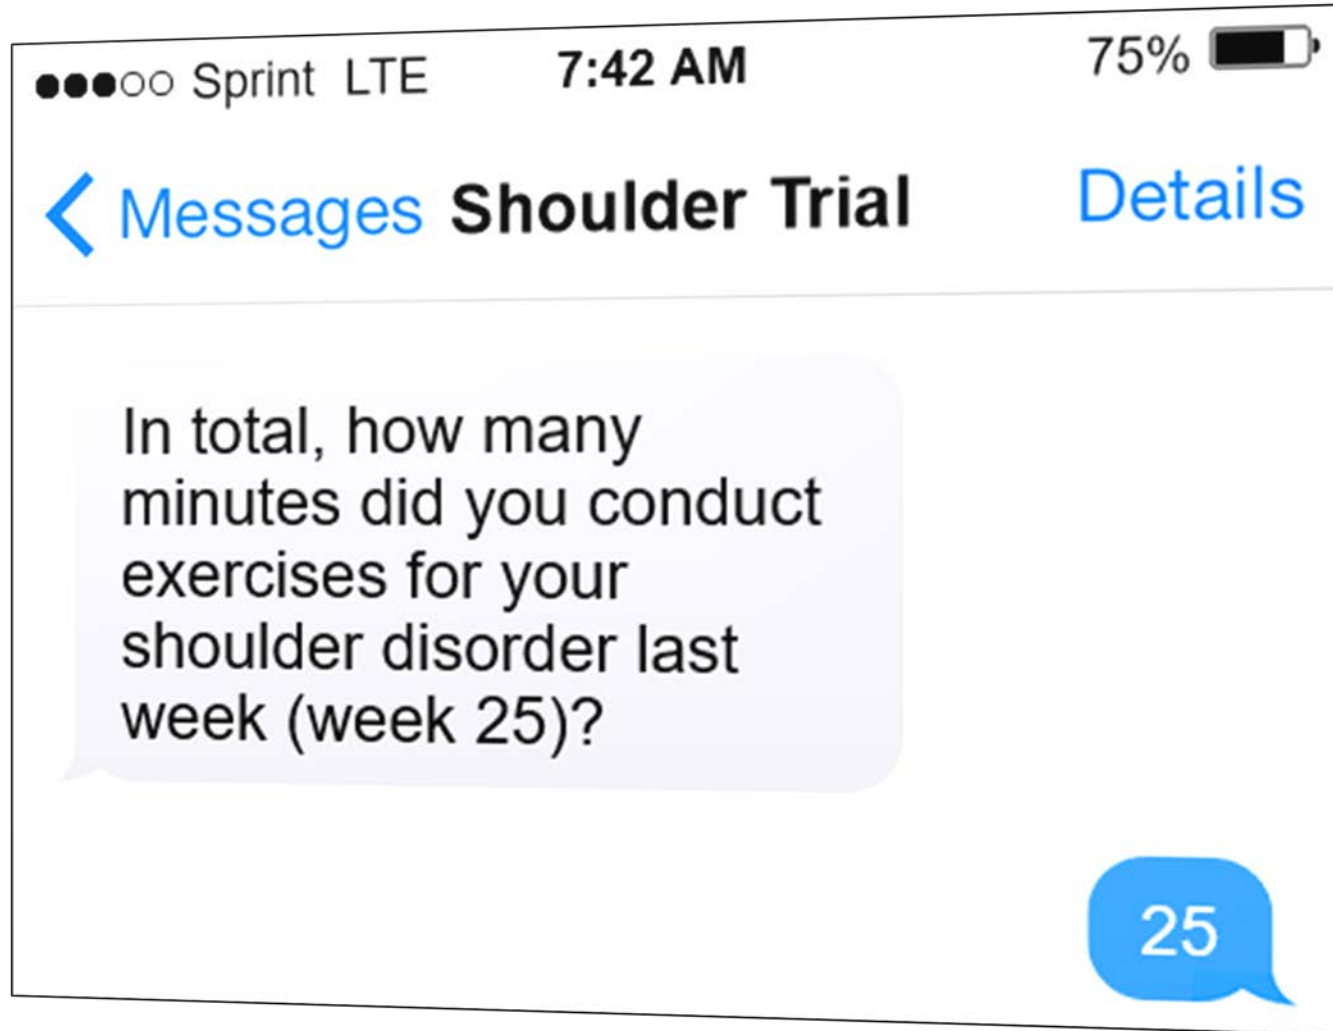 Sprint LTE 7:42 AM 75%
Messages Shoulder Trial Details
In total, how many
minutes did you conduct
exercises for your
shoulder disorder last
week (week 25)?
25